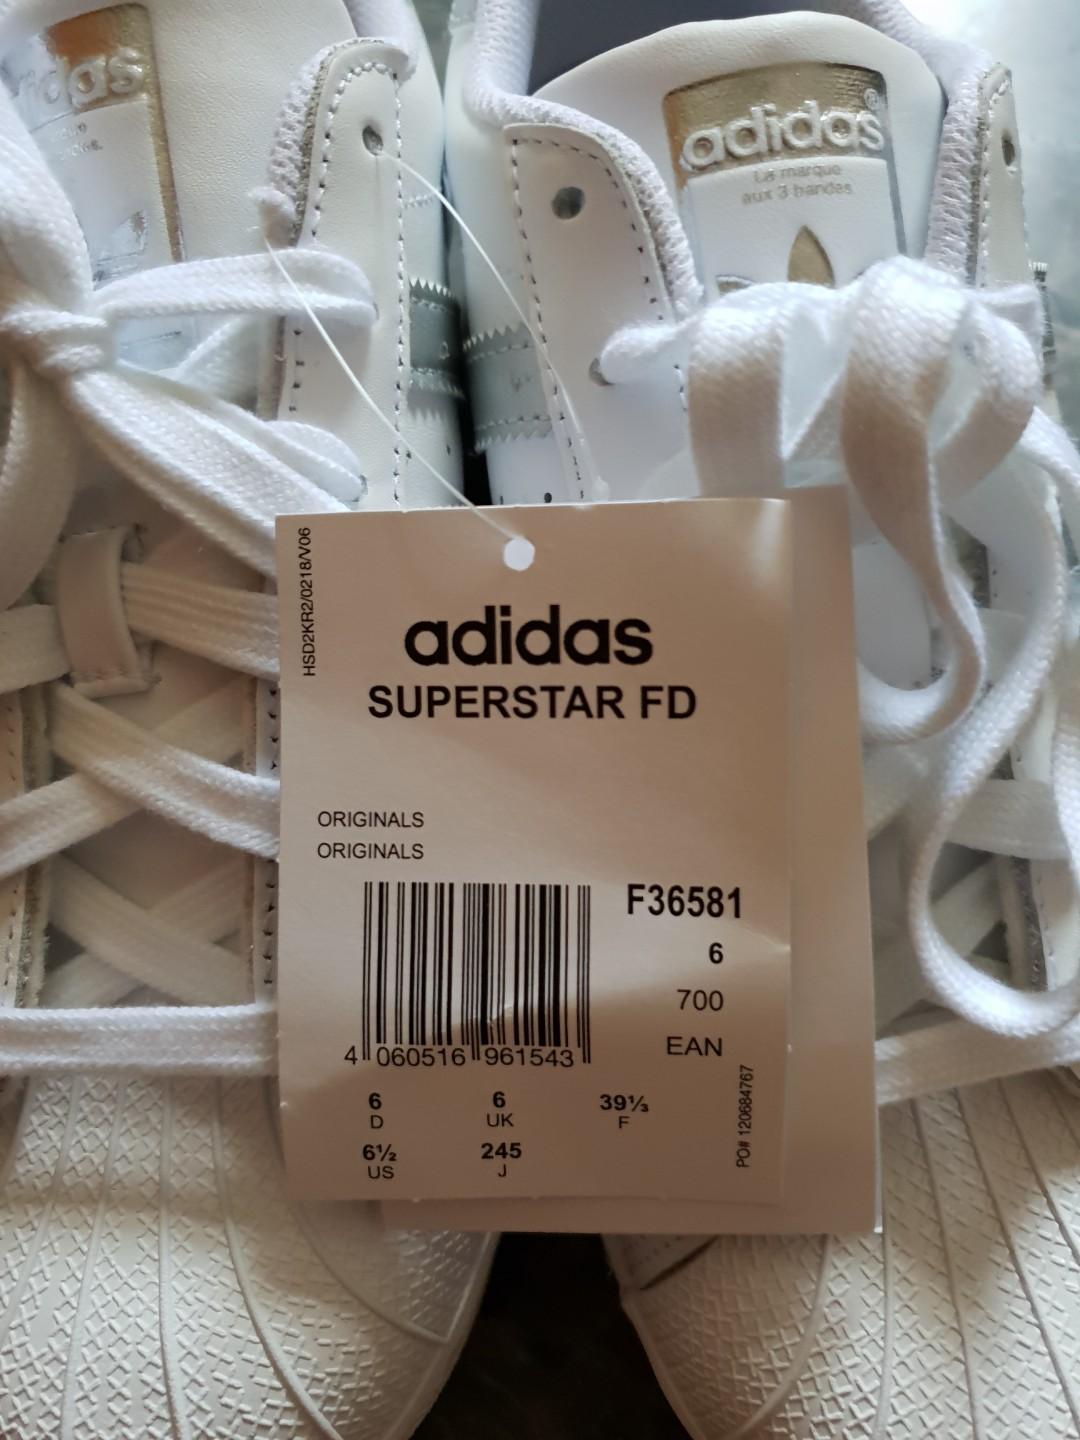 adidas
adidas®
La marque
aux 3 bandes
HSD2KR2/0218/V06
adidas
SUPERSTAR FD
ORIGINALS
ORIGINALS
F36581
6
700
EAN
4 060516 961543
6 6 39⅓
D UK F
6½ 245
US J
PO# 120684767